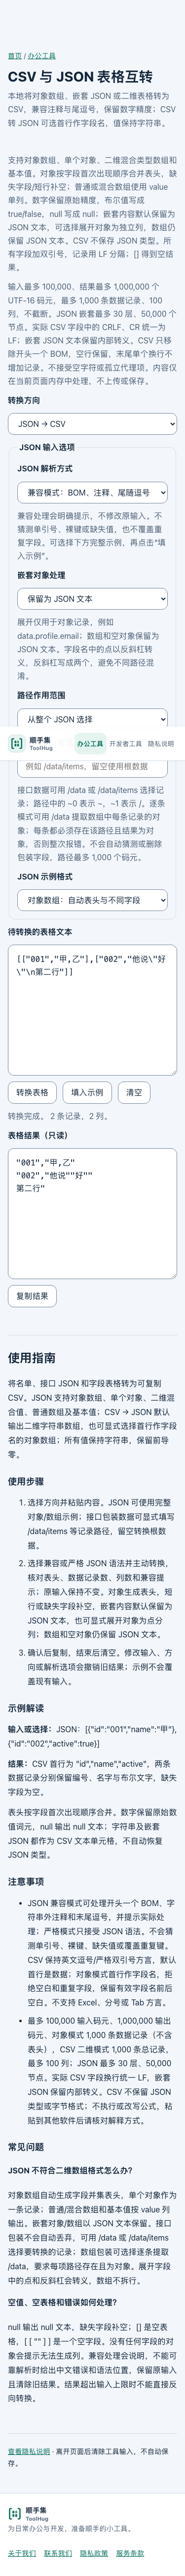 首页 / 办公工具
CSV 与 JSON 表格互转
本地将对象数组、嵌套 JSON 或二维表格转为
CSV，兼容注释与尾逗号，保留数字精度；CSV
转 JSON 可选首行作字段名，值保持字符串。
支持对象数组、单个对象、二维混合类型数组和
基本值。对象按字段首次出现顺序合并表头，缺
失字段/短行补空；普通或混合数组使用 value
单列。数字保留原始精度，布尔值写成
true/false，null 写成 null；嵌套内容默认保留为
JSON 文本，可选择展开对象为独立列，数组仍
保留 JSON 文本。CSV 不保存 JSON 类型。所
有字段加双引号，记录用 LF 分隔；[] 得到空结
果。
输入最多 100,000、结果最多 1,000,000 个
UTF-16 码元，最多 1,000 条数据记录、100
列，不截断。JSON 嵌套最多 30 层、50,000 个
节点。实际 CSV 字段中的 CRLF、CR 统一为
LF；嵌套 JSON 文本保留内部转义。CSV 只移
除开头一个 BOM，空行保留、末尾单个换行不
增加记录。不接受空字符或孤立代理项。内容仅
在当前页面内存中处理，不上传或保存。
转换方向
JSON → CSV
JSON 输入选项
JSON 解析方式
兼容模式：BOM、注释、尾随逗号
兼容处理会明确提示，不修改原输入。不
猜测单引号、裸键或缺失值，也不覆盖重
复字段。可选择下方完整示例，再点击“填
入示例”。
嵌套对象处理
保留为 JSON 文本
展开仅用于对象记录，例如
data.profile.email；数组和空对象保留为
JSON 文本。字段名中的点以反斜杠转
义，反斜杠写成两个，避免不同路径混
淆。
路径作用范围
从整个 JSON 选择
顺手集
ToolHug
办公工具 开发者工具 隐私说明
例如 /data/items，留空使用根数据
接口数据可用 /data 或 /data/items 选择记
录：路径中的 ~0 表示 ~，~1 表示 /。逐条
模式可用 /data 提取数组中每条记录的对
象；每条都必须存在该路径且结果为对
象，否则整次报错。不会自动猜测或删除
包装字段，路径最多 1,000 个码元。
JSON 示例格式
对象数组：自动表头与不同字段
待转换的表格文本
[["001","甲,乙"],["002","他说\"好
\"\n第二行"]]
转换表格 填入示例 清空
转换完成。 2 条记录，2 列。
表格结果（只读）
"001","甲,乙"
"002","他说""好""
第二行"
复制结果
使用指南
将名单、接口 JSON 和字段表格转为可复制
CSV。JSON 支持对象数组、单个对象、二维混
合值、普通数组及基本值；CSV → JSON 默认
输出二维字符串数组，也可显式选择首行作字段
名的对象数组；所有值保持字符串，保留前导
零。
使用步骤
1. 选择方向并粘贴内容。JSON 可使用完整
对象/数组示例；接口包装数据可显式填写
/data/items 等记录路径，留空转换根数
据。
2. 选择兼容或严格 JSON 语法并主动转换，
核对表头、数据记录数、列数和兼容提
示；原输入保持不变。对象生成表头，短
行或缺失字段补空，嵌套内容默认保留为
JSON 文本，也可显式展开对象为点分
列；数组和空对象仍保留 JSON 文本。
3. 确认后复制，结束后清空。修改输入、方
向或解析选项会撤销旧结果；示例不会覆
盖现有输入。
示例解读
输入或选择： JSON：[{"id":"001","name":"甲"},
{"id":"002","active":true}]
结果： CSV 首行为 "id","name","active"，两条
数据记录分别保留编号、名字与布尔文字，缺失
字段为空。
表头按字段首次出现顺序合并。数字保留原始数
值词元，null 输出 null 文本；字符串及嵌套
JSON 都作为 CSV 文本单元格，不自动恢复
JSON 类型。
注意事项
• JSON 兼容模式可处理开头一个 BOM、字
符串外注释和末尾逗号，并提示实际处
理；严格模式只接受 JSON 语法。不会猜
测单引号、裸键、缺失值或覆盖重复键。
CSV 保持英文逗号/严格双引号方言，默认
首行是数据；对象模式首行作字段名，拒
绝空白和重复字段，保留有效字段名前后
空白。不支持 Excel、分号或 Tab 方言。
• 最多 100,000 输入码元、1,000,000 输出
码元、对象模式 1,000 条数据记录（不含
表头），CSV 二维模式 1,000 条总记录，
最多 100 列；JSON 最多 30 层、50,000
节点。实际 CSV 字段换行统一 LF，嵌套
JSON 保留内部转义。CSV 不保留 JSON
类型或字节格式；不执行或改写公式，粘
贴到其他软件后请核对解释方式。
常见问题
JSON 不符合二维数组格式怎么办？
对象数组自动生成字段并集表头，单个对象作为
一条记录；普通/混合数组和基本值按 value 列
输出。嵌套对象/数组以 JSON 文本保留。接口
包装不会自动丢弃，可用 /data 或 /data/items
选择要转换的记录；数组包装可选择逐条提取
/data，要求每项路径存在且为对象。展开字段
中的点和反斜杠会转义，数组不拆行。
空值、空表格和错误如何处理？
null 输出 null 文本，缺失字段补空；[] 是空表
格，[ [ "" ] ] 是一个空字段。没有任何字段的对
象会提示无法生成列。兼容处理会说明，不能可
靠解析时给出中文错误和语法位置，保留原输入
且清除旧结果。结果超出输入上限时不能直接反
向转换。
查看隐私说明 · 离开页面后清除工具输入，不自动保
存。
顺手集
ToolHug
为日常办公与开发，准备顺手的小工具。
关于我们 联系我们 隐私政策 服务条款